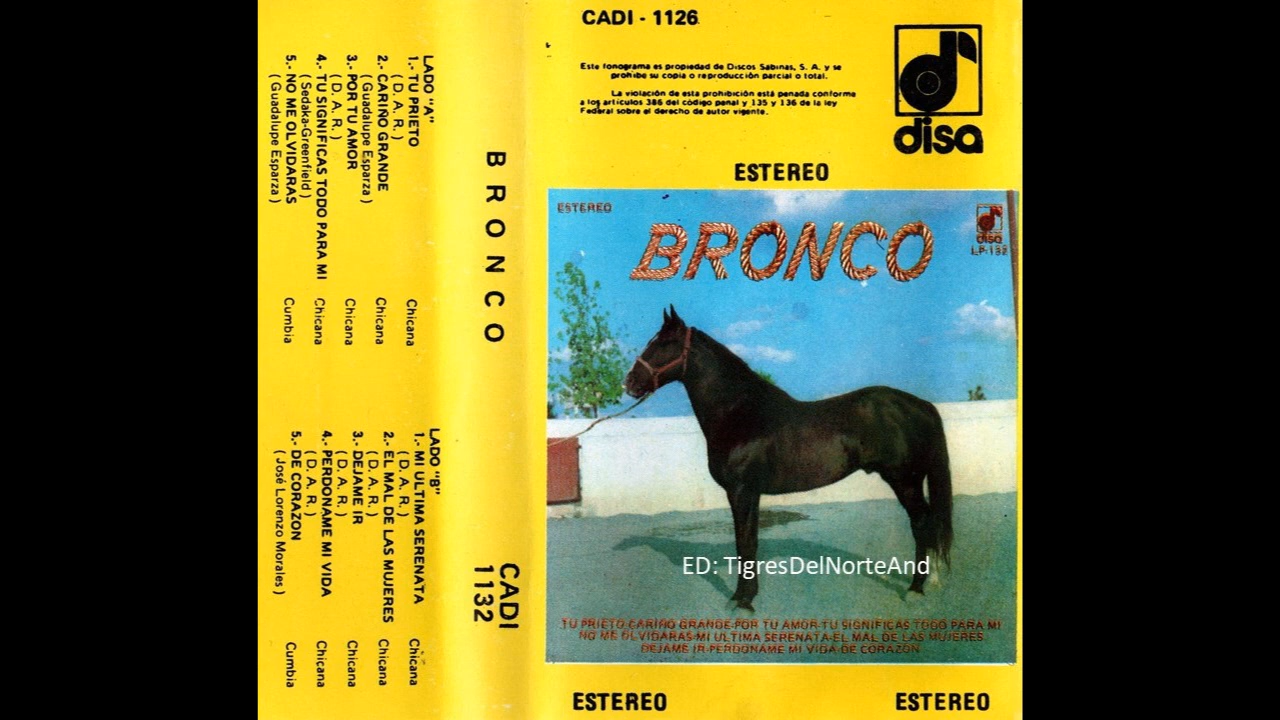 LADO "A"
1.- TU PRIETO Chicana
( D. A. R. )
2.- CARIÑO GRANDE Chicana
(Guadalupe Esparza )
3.- POR TU AMOR Chicana
( D. A. R. )
4.- TU SIGNIFICAS TODO PARA MI Chicana
( Sedaka-Greenfield )
5.- NO ME OLVIDARAS Cumbia
( Guadalupe Esparza )
LADO "B"
1.- MI ULTIMA SERENATA Chicana
( D. A. R. )
2.- EL MAL DE LAS MUJERES Chicana
( D. A. R. )
3.- DEJAME IR Chicana
( D. A. R. )
4.- PERDONAME MI VIDA Chicana
( D. A. R. )
5.- DE CORAZON Cumbia
( José Lorenzo Morales )
BRONCO
CADI
1132
CADI - 1126
Este fonograma es propiedad de Discos Sabinas, S. A. y se
prohibe su copia o reproducción parcial o total.
La violación de esta prohibición está penada conforme
a los artículos 386 del código penal y 135 y 136 de la ley
Federal sobre el derecho de autor vigente.
disa
ESTEREO
ESTEREO
BRONCO
disa
LP-132
ED: TigresDelNorteAnd
TU PRIETO-CARIÑO GRANDE-POR TU AMOR-TU SIGNIFICAS TODO PARA MI
NO ME OLVIDARAS-MI ULTIMA SERENATA-EL MAL DE LAS MUJERES
DEJAME IR-PERDONAME MI VIDA-DE CORAZON
ESTEREO
ESTEREO